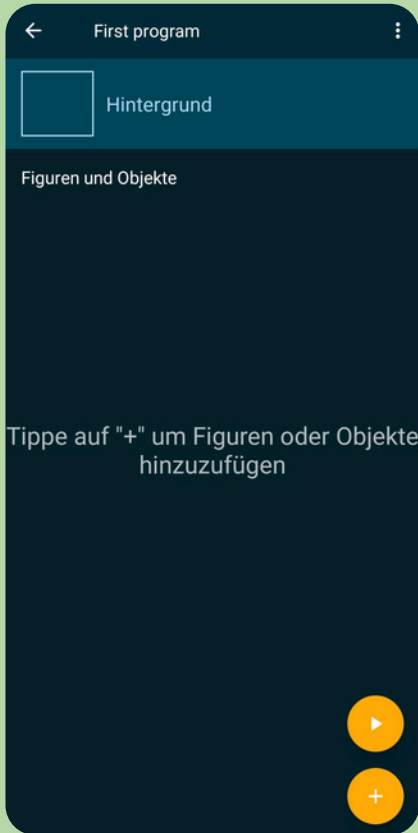 First program
Hintergrund
Figuren und Objekte
Tippe auf "+" um Figuren oder Objekte
hinzuzufügen